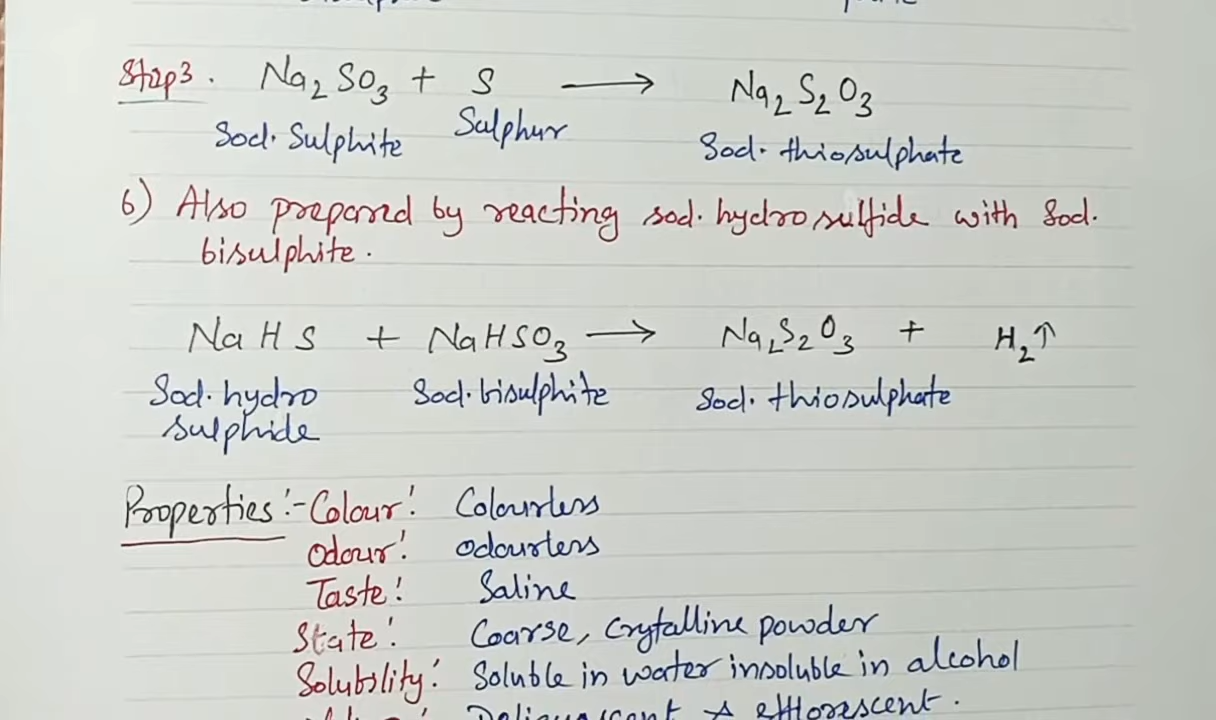 Step3. Na₂SO₃ + S ⟶ Na₂S₂O₃
Sod. Sulphite Sulphur Sod. thiosulphate
6) Also prepared by reacting sod. hydrosulfide with Sod.
bisulphite.
NaHS + NaHSO₃ ⟶ Na₂S₂O₃ + H₂↑
Sod. hydro Sod. bisulphite Sod. thiosulphate
Sulphide
Properties:- Colour: Colourless
Odour: odourless
Taste: Saline
State: Coarse, crytalline powder
Solubility: Soluble in water insoluble in alcohol
Deliquescent & efflorescent.